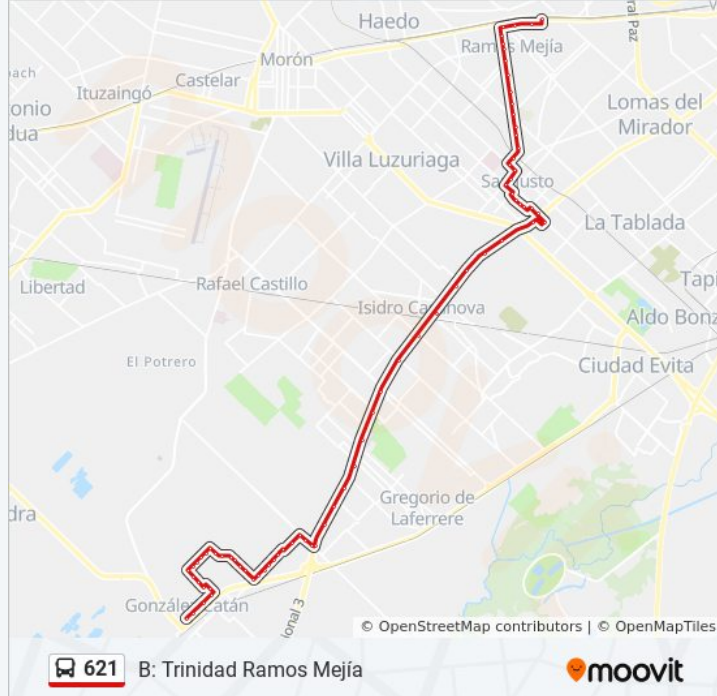 Haedo
Ramos Mejía
ral Paz
Morón
Castelar
Ituzaingó
onio
dua
Lomas del
Mirador
Villa Luzuriaga
San Justo
La Tablada
Libertad
Rafael Castillo
Tapi
Isidro Casanova
Aldo Bonz
El Potrero
Ciudad Evita
Gregorio de
Laferrere
dra
González Catán
ional 3
© OpenStreetMap contributors | © OpenMapTiles
621 B: Trinidad Ramos Mejía
moovit